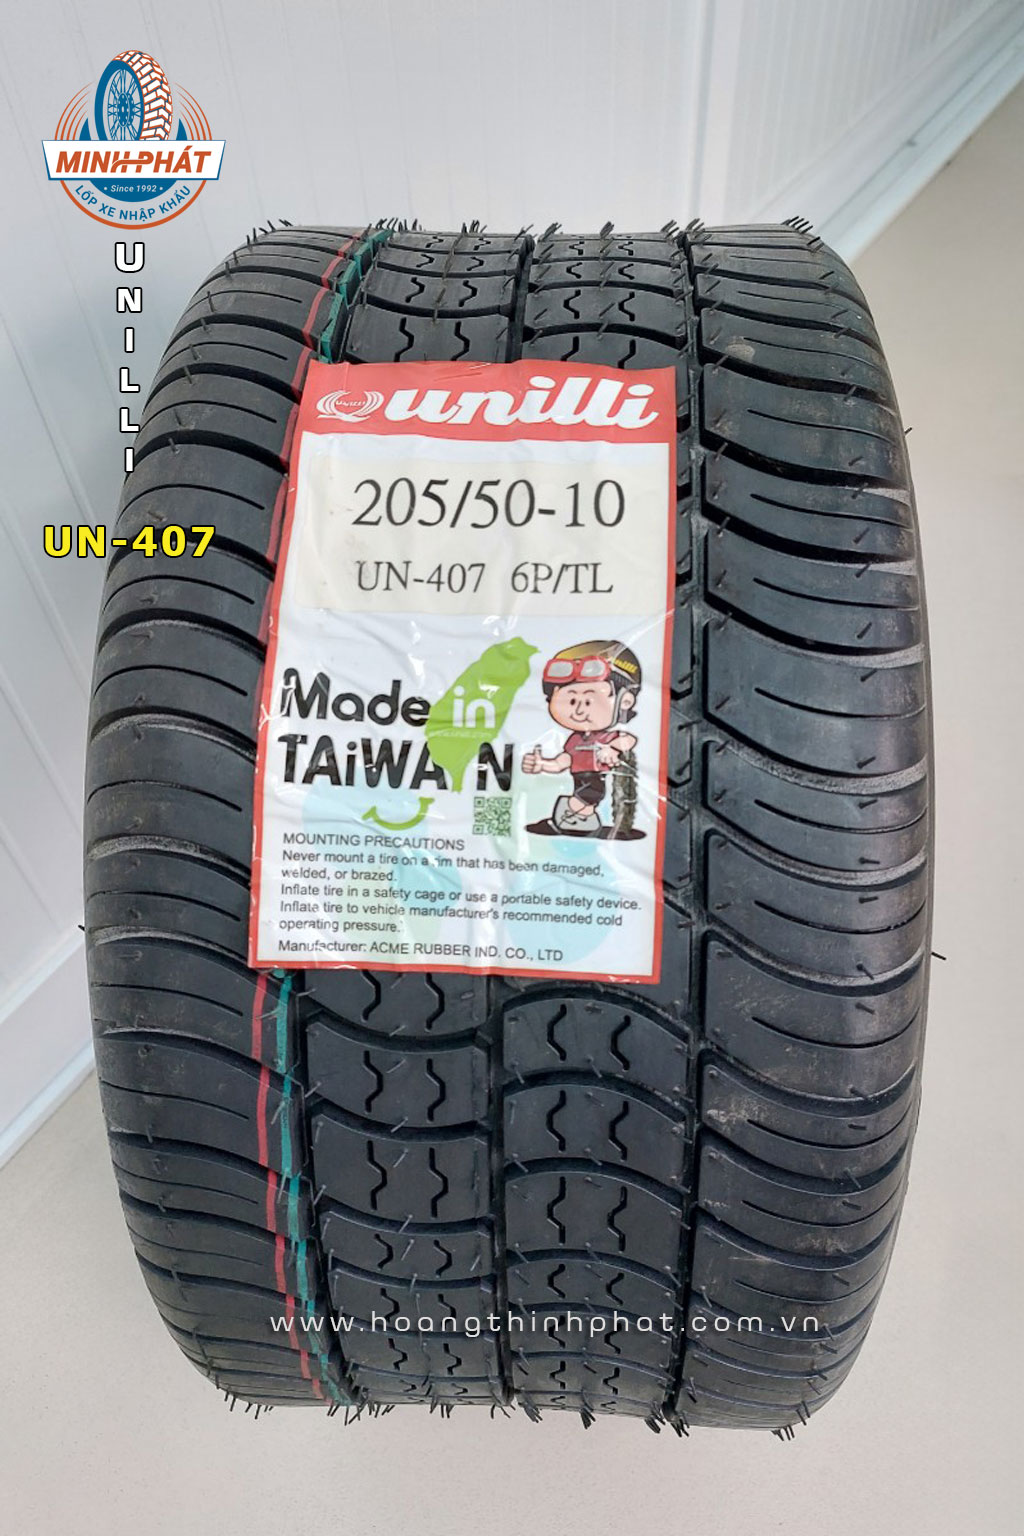 MINH PHÁT
Since 1992
LỐP XE NHẬP KHẨU
UNILLI
UN-407
unilli
205/50-10
UN-407 6P/TL
Made in
TAiWAN
MOUNTING PRECAUTIONS
Never mount a tire on a rim that has been damaged,
welded, or brazed.
Inflate tire in a safety cage or use a portable safety device.
Inflate tire to vehicle manufacturer's recommended cold
operating pressure.
Manufacturer: ACME RUBBER IND. CO., LTD
www.hoangthinhphat.com.vn